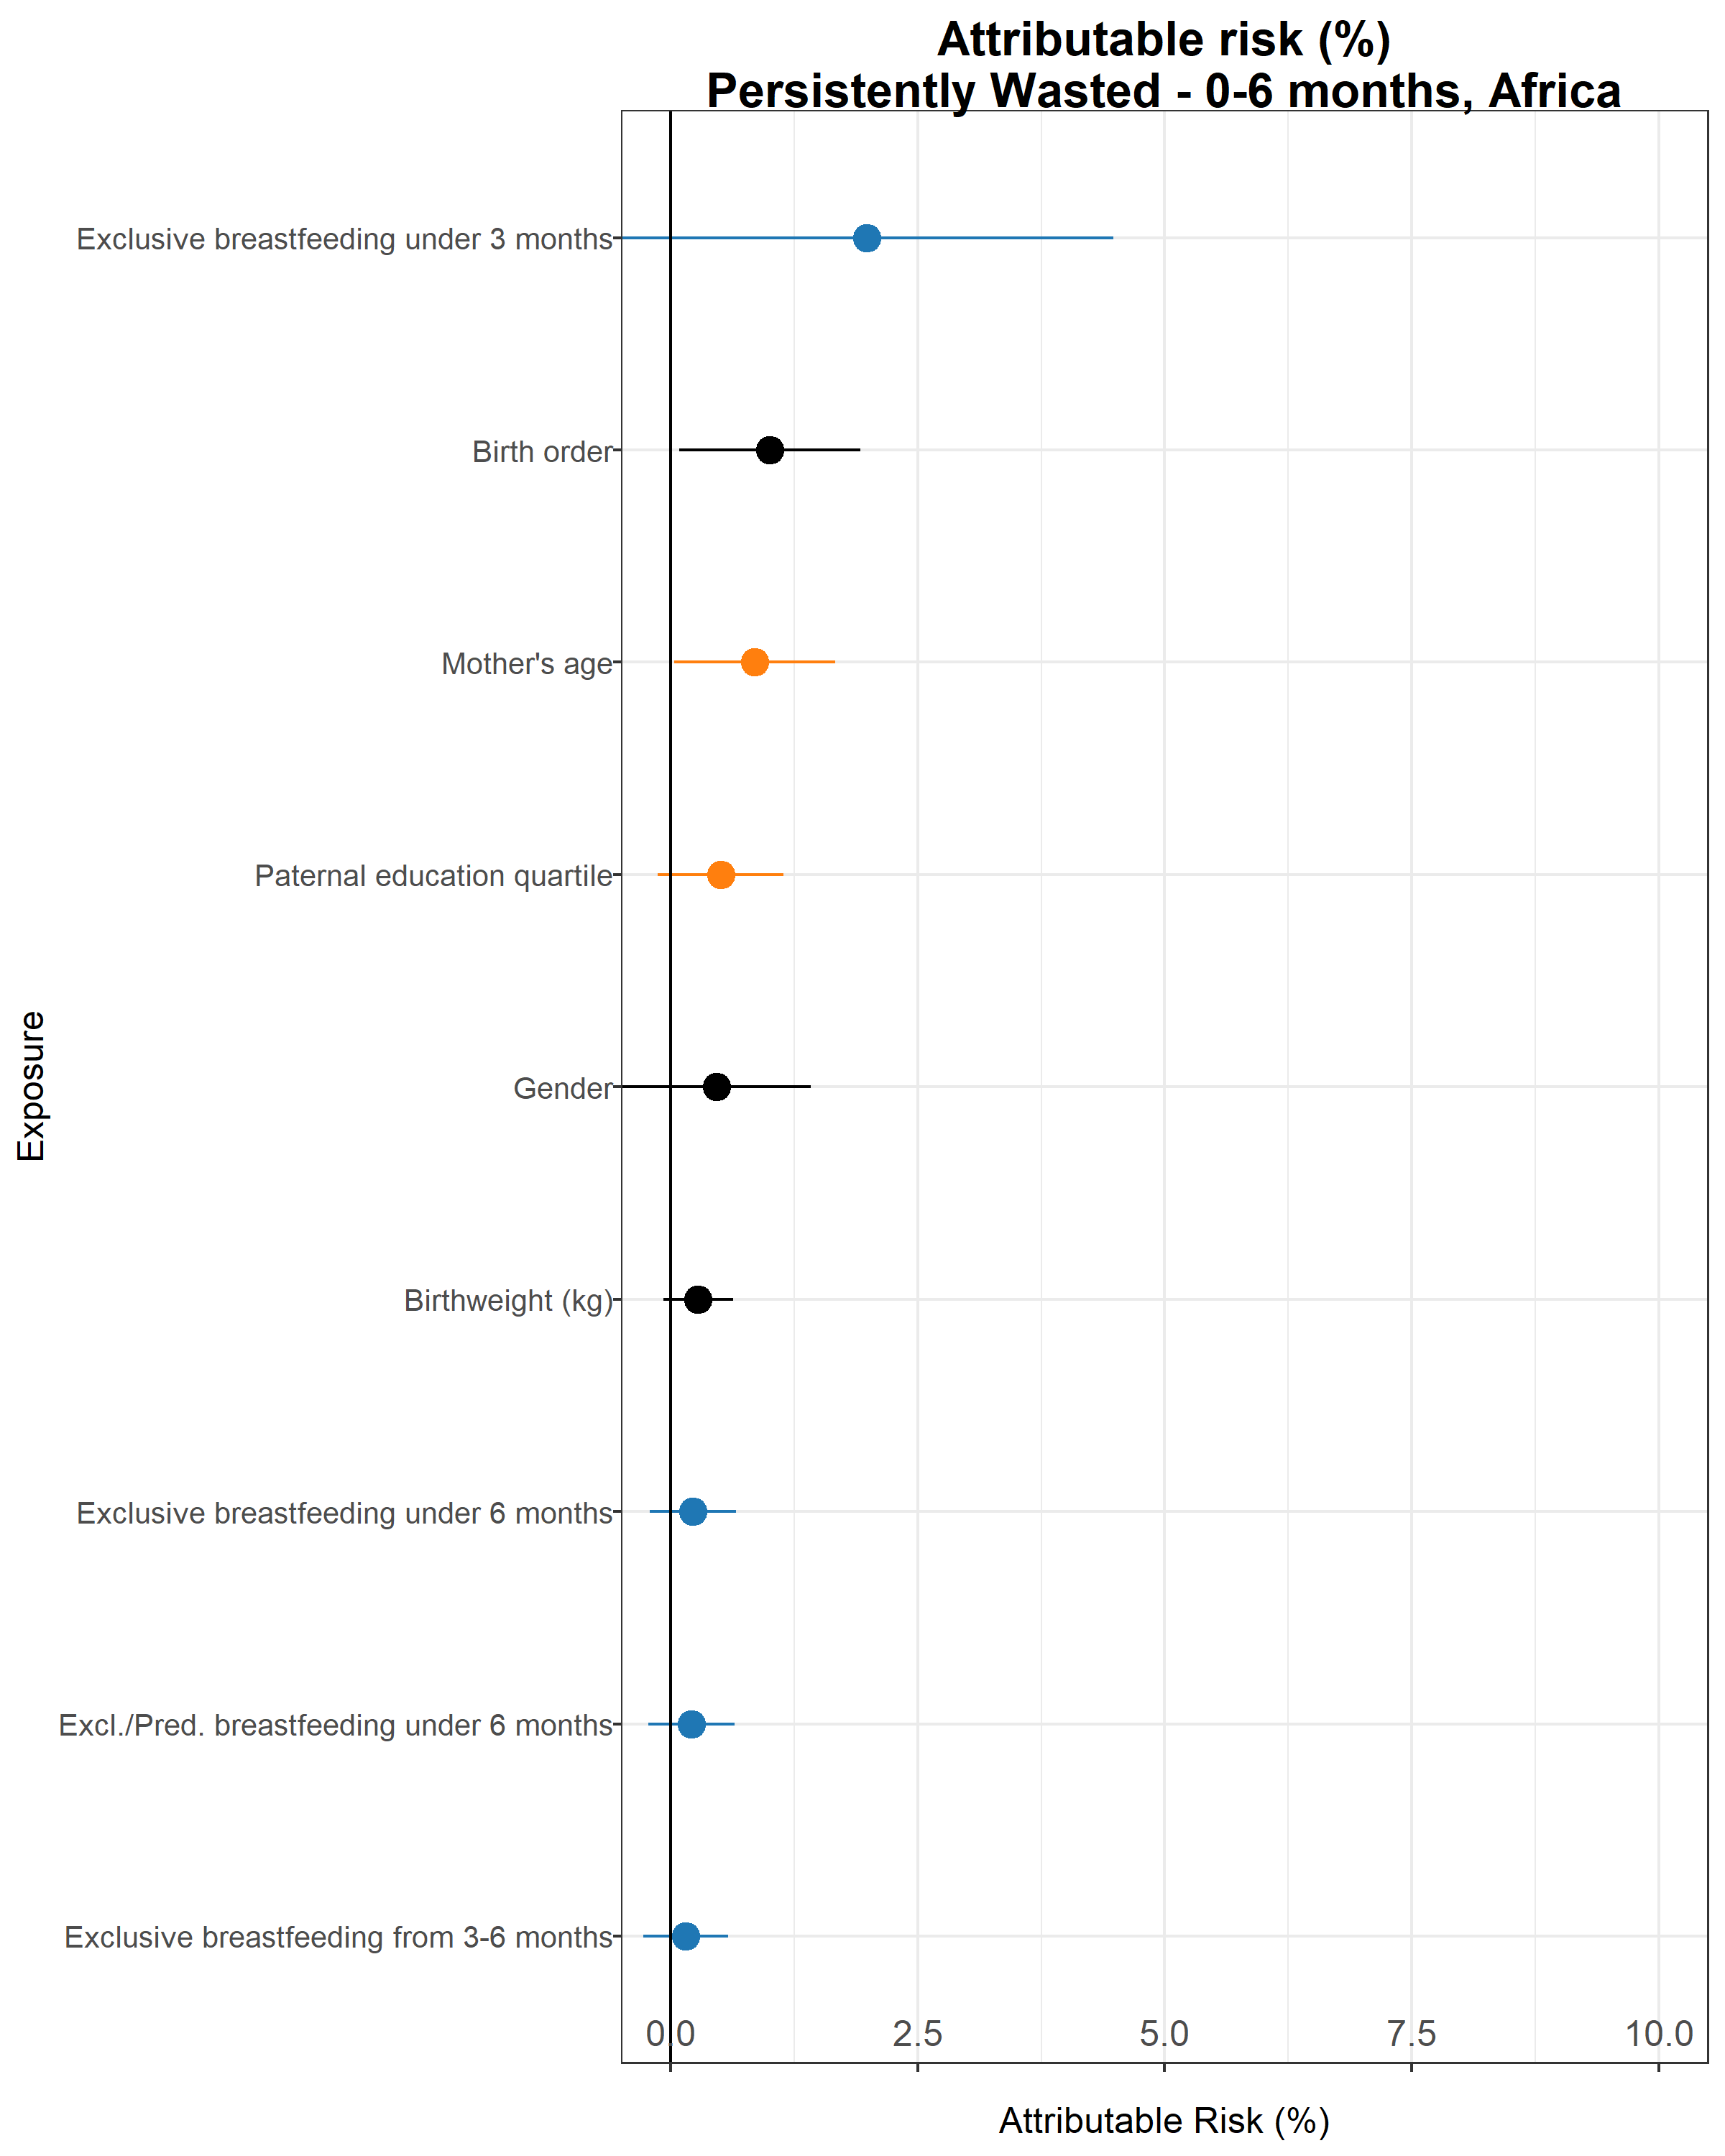 Attributable risk (%)
Persistently Wasted - 0-6 months, Africa
Exclusive breastfeeding under 3 months
Birth order
Mother's age
Paternal education quartile
Gender
Birthweight (kg)
Exclusive breastfeeding under 6 months
Excl./Pred. breastfeeding under 6 months
Exclusive breastfeeding from 3-6 months
Exposure
0.0 2.5 5.0 7.5 10.0
Attributable Risk (%)